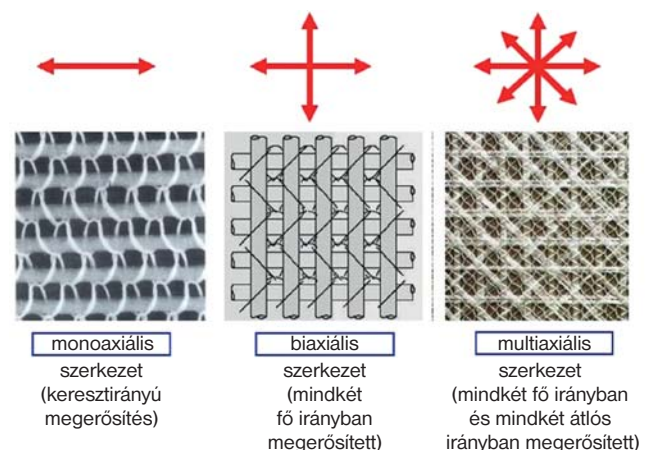 monoaxiális
szerkezet
(keresztirányú
megerősítés)
biaxiális
szerkezet
(mindkét
fő irányban
megerősített)
multiaxiális
szerkezet
(mindkét fő irányban
és mindkét átlós
irányban megerősített)